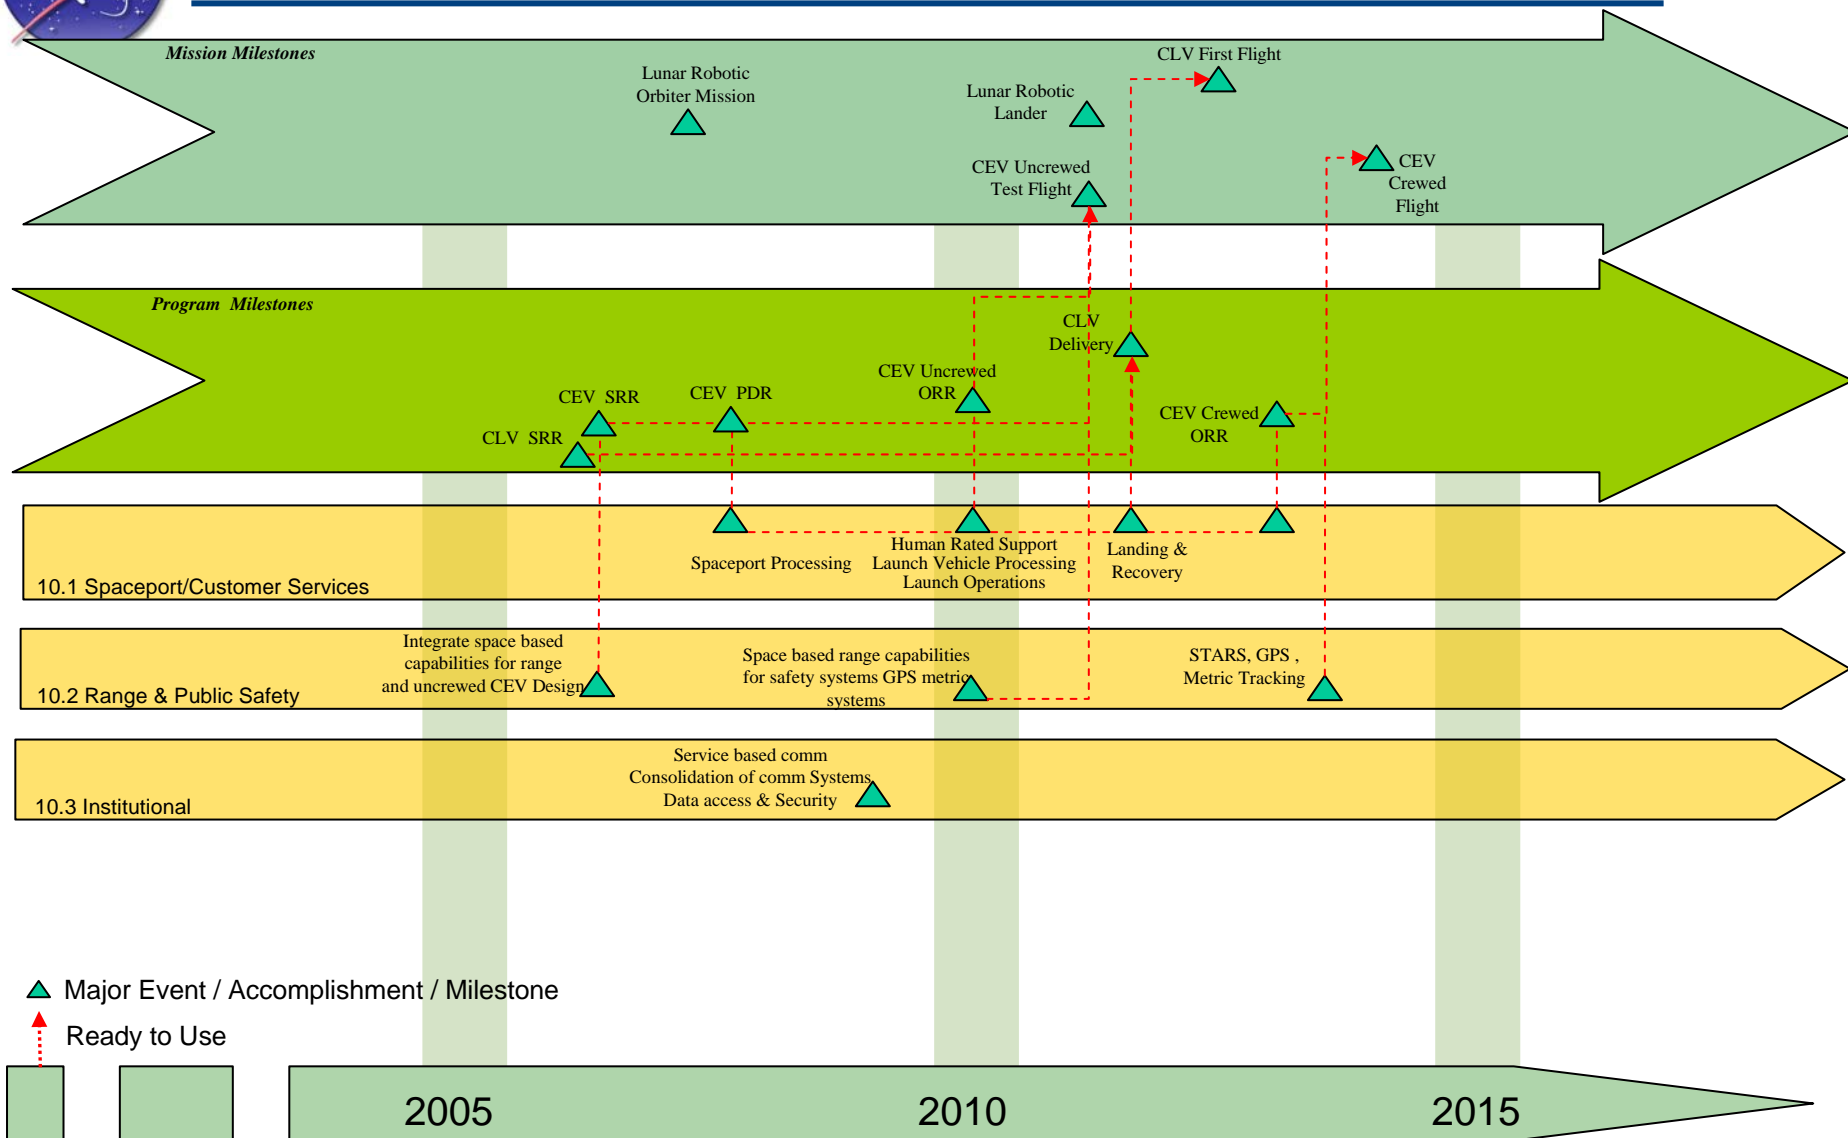 Mission Milestones
CLV First Flight
Lunar Robotic
Orbiter Mission
Lunar Robotic
Lander
CEV Uncrewed
Test Flight
CEV
Crewed
Flight
Program  Milestones
CLV
Delivery
CEV Uncrewed
ORR
CEV  SRR
CEV  PDR
CEV Crewed
ORR
CLV  SRR
Spaceport Processing
Human Rated Support
Launch Vehicle Processing
Launch Operations
Landing &
Recovery
10.1 Spaceport/Customer Services
Integrate space based
capabilities for range
and uncrewed CEV Design
Space based range capabilities
for safety systems GPS metric
systems
STARS, GPS ,
Metric Tracking
10.2 Range & Public Safety
Service based comm
Consolidation of comm Systems
Data access & Security
10.3 Institutional
Major Event / Accomplishment / Milestone
Ready to Use
2005
2010
2015